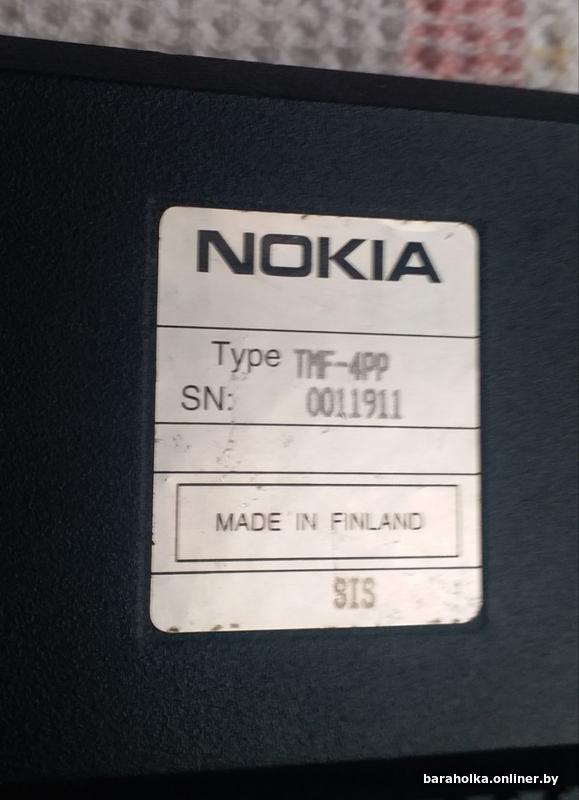 NOKIA
Type TMF-4PP
SN: 0011911
MADE IN FINLAND
SIS
baraholka.onliner.by